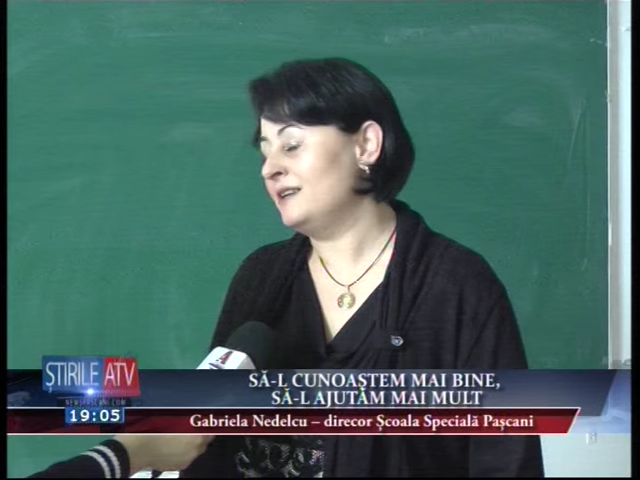 ȘTIRILE ATV
NEWSPASCANI.COM
19:05
SĂ-L CUNOAȘTEM MAI BINE,
SĂ-L AJUTĂM MAI MULT
Gabriela Nedelcu – direcor Școala Specială Pașcani
A